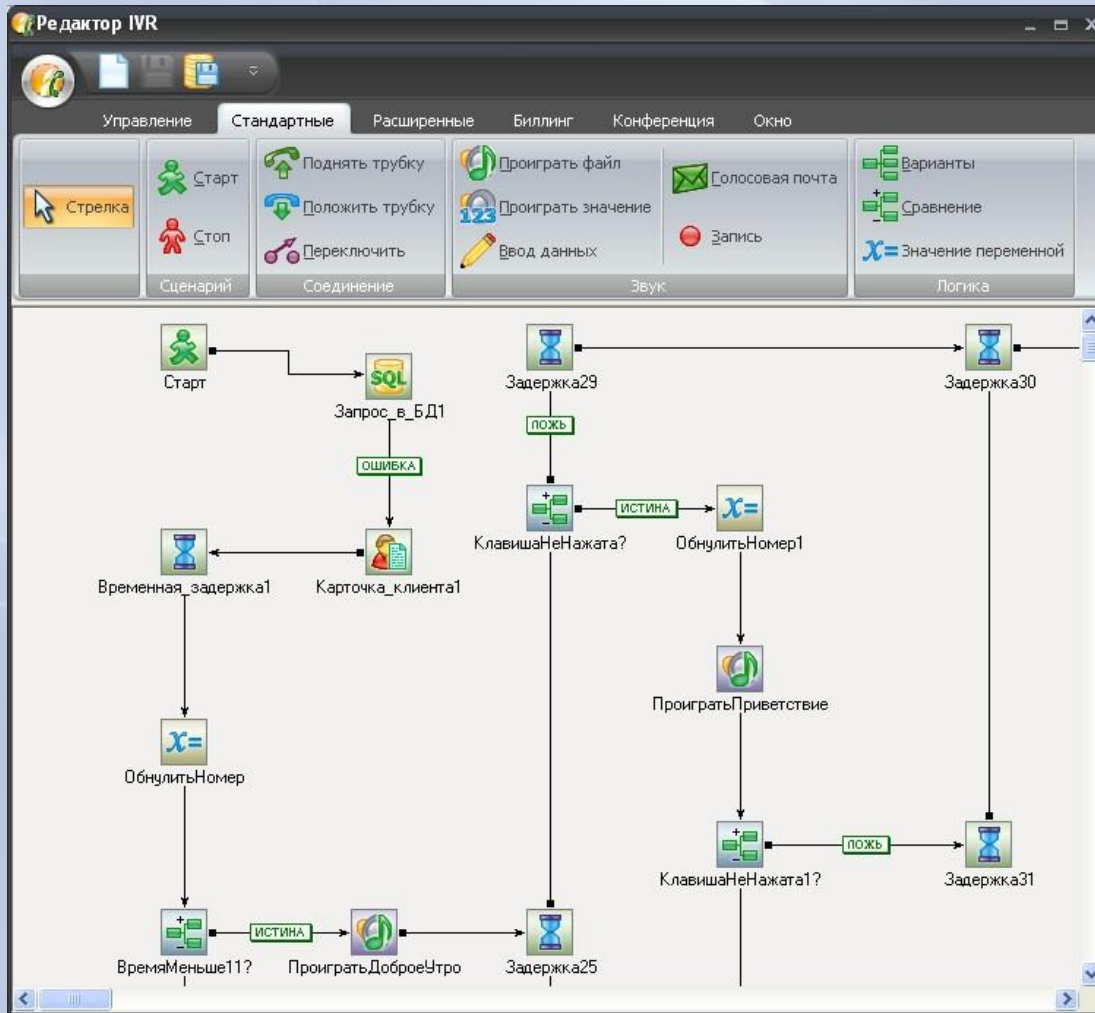 Редактор IVR
Управление Стандартные Расширенные Биллинг Конференция Окно
Стрелка
Старт
Стоп
Сценарий
Поднять трубку
Положить трубку
Переключить
Соединение
Проиграть файл
123 Проиграть значение
Ввод данных
Голосовая почта
Запись
Звук
Варианты
Сравнение
X= Значение переменной
Логика
Старт
SQL
Запрос_в_БД1
Задержка29
Задержка30
ЛОЖЬ
ОШИБКА
ИСТИНА
X=
КлавишаНеНажата?
ОбнулитьНомер1
Временная_задержка1
Карточка_клиента1
ПроигратьПриветствие
X=
ОбнулитьНомер
ЛОЖЬ
КлавишаНеНажата1?
Задержка31
ИСТИНА
ВремяМеньше11?
ПроигратьДоброеУтро
Задержка25